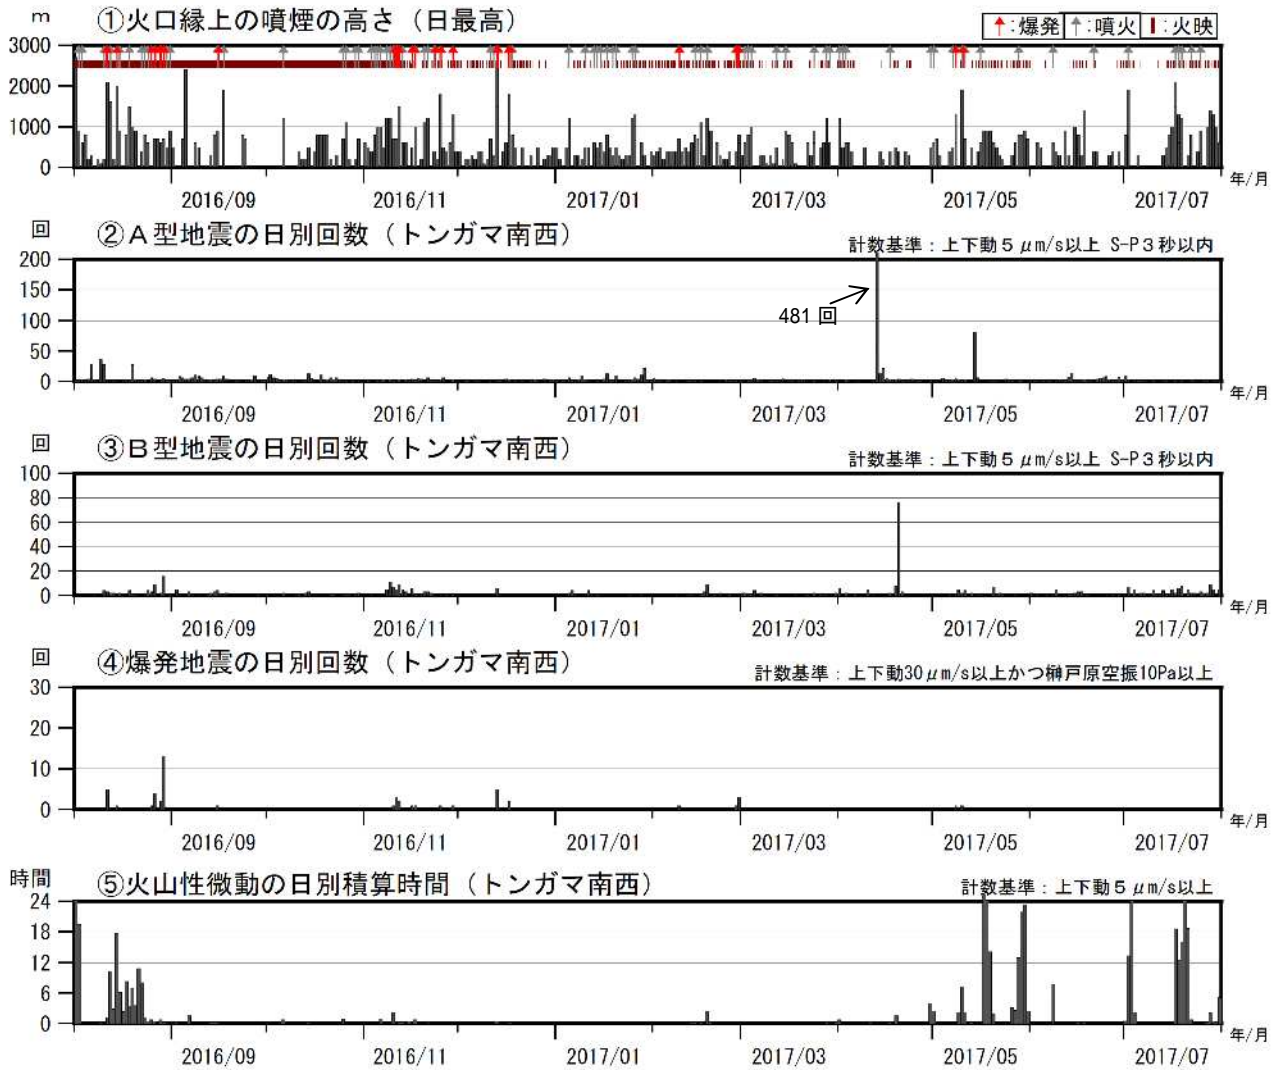 m ①火口縁上の噴煙の高さ（日最高）
↑:爆発 ↑:噴火 ┃:火映
3000
2000
1000
0
2016/09 2016/11 2017/01 2017/03 2017/05 2017/07 年/月
回 ②A型地震の日別回数（トンガマ南西）
計数基準：上下動5μm/s以上 S-P3秒以内
200
150
100
50
0
481 回
2016/09 2016/11 2017/01 2017/03 2017/05 2017/07 年/月
回 ③B型地震の日別回数（トンガマ南西）
計数基準：上下動5μm/s以上 S-P3秒以内
100
80
60
40
20
0
2016/09 2016/11 2017/01 2017/03 2017/05 2017/07 年/月
回 ④爆発地震の日別回数（トンガマ南西）
計数基準：上下動30μm/s以上かつ榊戸原空振10Pa以上
30
20
10
0
2016/09 2016/11 2017/01 2017/03 2017/05 2017/07 年/月
時間 ⑤火山性微動の日別積算時間（トンガマ南西）
計数基準：上下動5μm/s以上
24
18
12
6
0
2016/09 2016/11 2017/01 2017/03 2017/05 2017/07 年/月